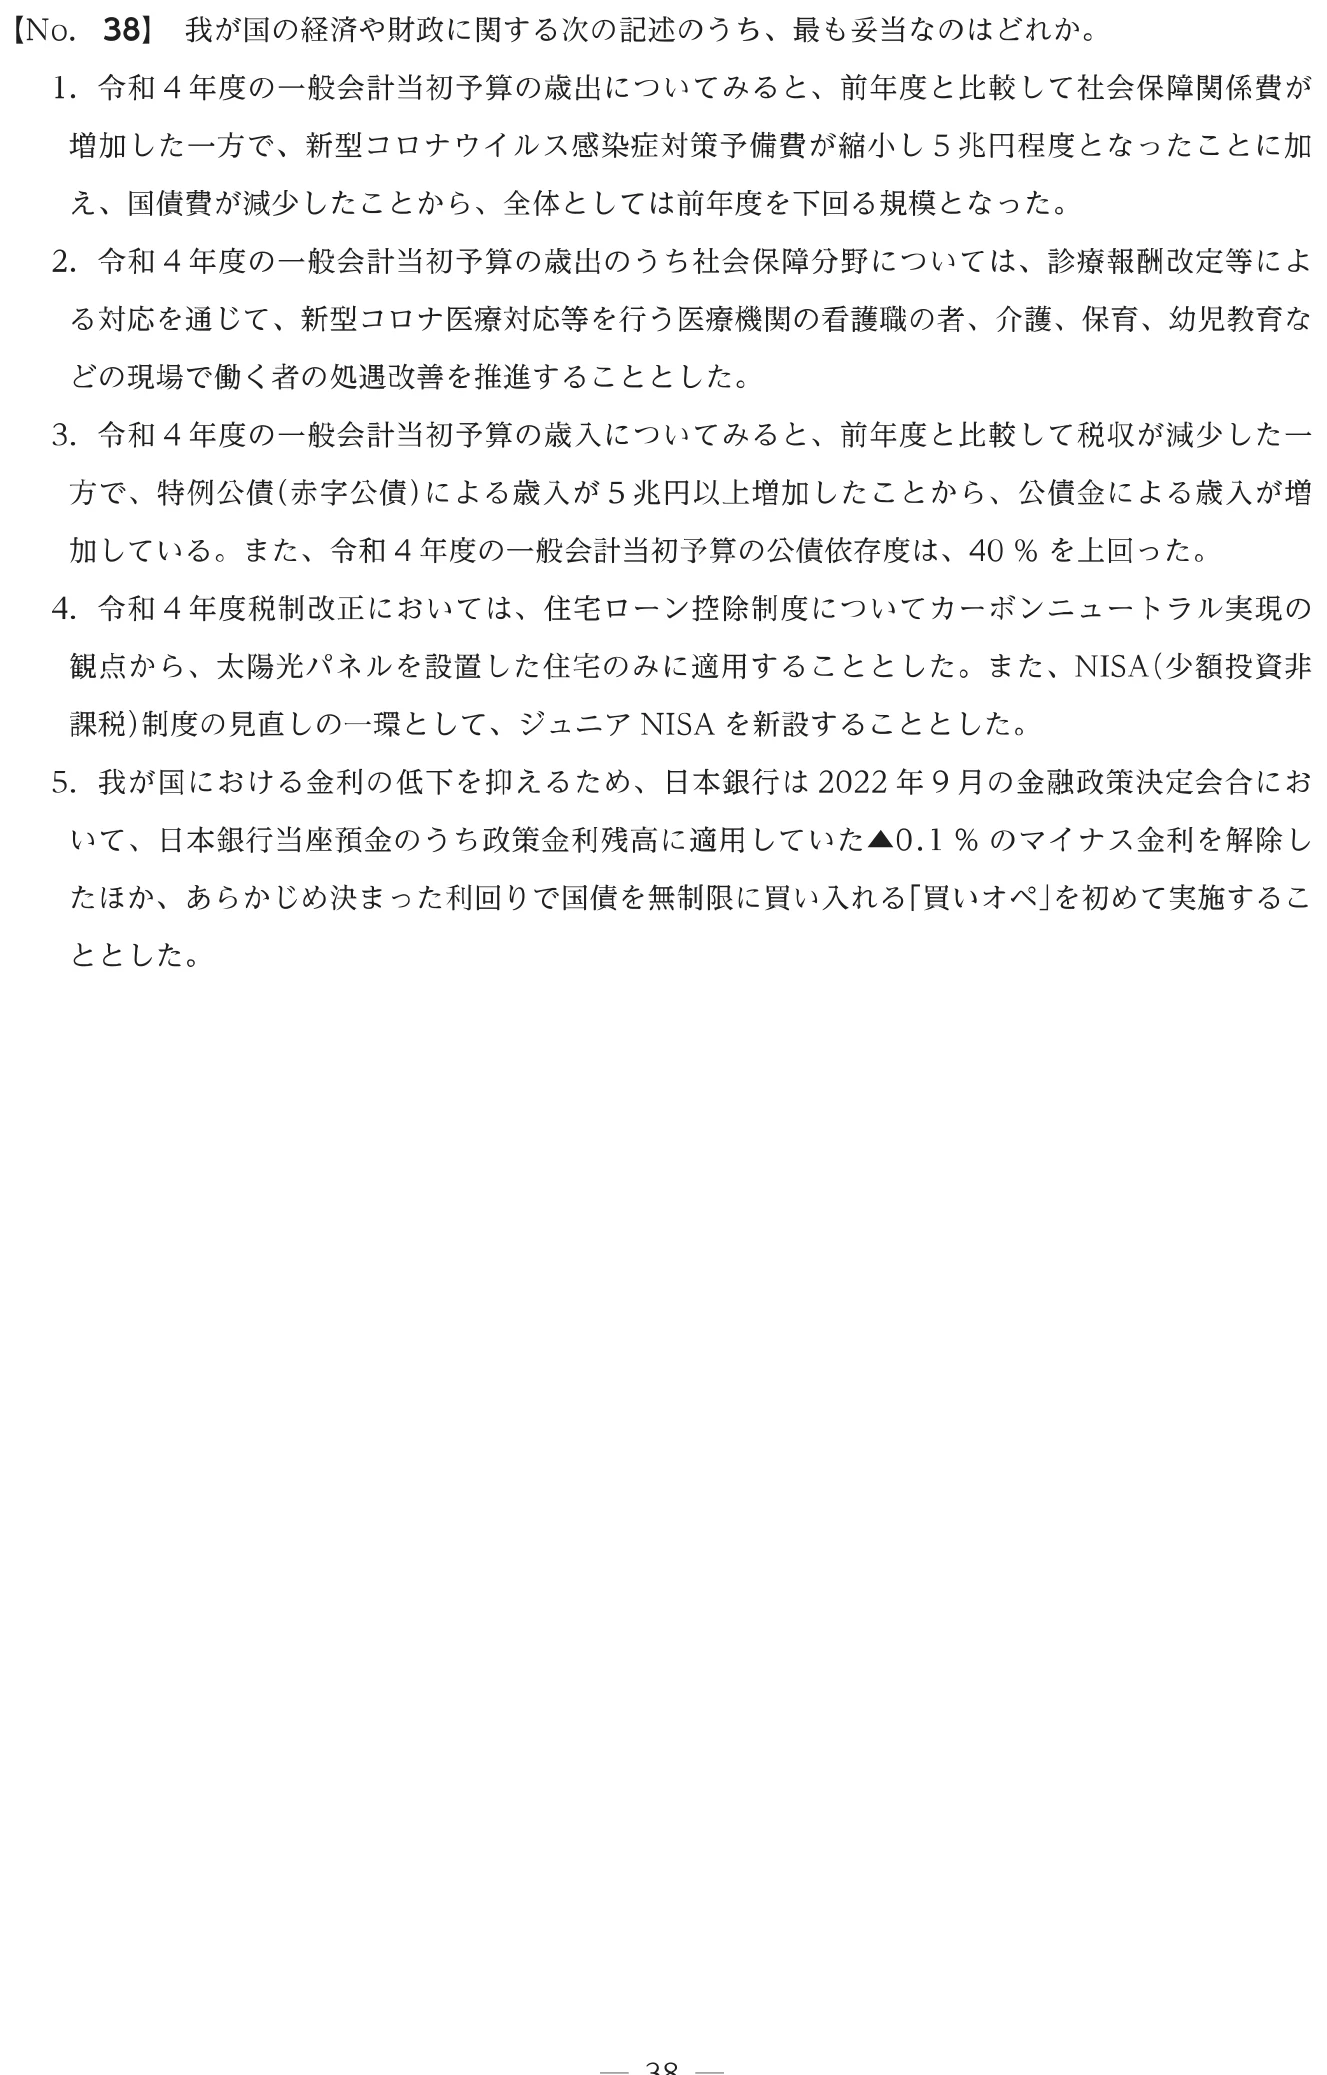 【No. 38】 我が国の経済や財政に関する次の記述のうち、最も妥当なのはどれか。
1. 令和4年度の一般会計当初予算の歳出についてみると、前年度と比較して社会保障関係費が
増加した一方で、新型コロナウイルス感染症対策予備費が縮小し5兆円程度となったことに加
え、国債費が減少したことから、全体としては前年度を下回る規模となった。
2. 令和4年度の一般会計当初予算の歳出のうち社会保障分野については、診療報酬改定等によ
る対応を通じて、新型コロナ医療対応等を行う医療機関の看護職の者、介護、保育、幼児教育な
どの現場で働く者の処遇改善を推進することとした。
3. 令和4年度の一般会計当初予算の歳入についてみると、前年度と比較して税収が減少した一
方で、特例公債(赤字公債)による歳入が5兆円以上増加したことから、公債金による歳入が増
加している。また、令和4年度の一般会計当初予算の公債依存度は、40 % を上回った。
4. 令和4年度税制改正においては、住宅ローン控除制度についてカーボンニュートラル実現の
観点から、太陽光パネルを設置した住宅のみに適用することとした。また、NISA(少額投資非
課税)制度の見直しの一環として、ジュニア NISA を新設することとした。
5. 我が国における金利の低下を抑えるため、日本銀行は 2022 年9月の金融政策決定会合にお
いて、日本銀行当座預金のうち政策金利残高に適用していた▲0.1 % のマイナス金利を解除し
たほか、あらかじめ決まった利回りで国債を無制限に買い入れる「買いオペ」を初めて実施するこ
ととした。
— 38 —